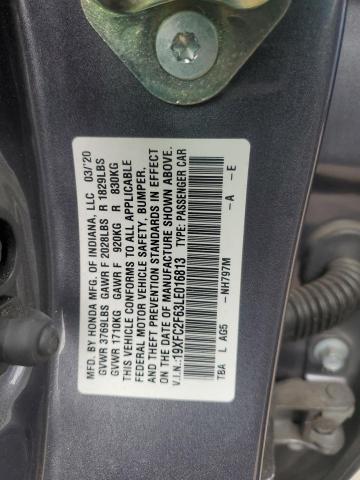 MFD. BY HONDA MFG. OF INDIANA, LLC 03/'20
GVWR 3769LBS GAWR F 2028LBS R 1829LBS
GVWR 1710KG GAWR F 920KG R 830KG
THIS VEHICLE CONFORMS TO ALL APPLICABLE
FEDERAL MOTOR VEHICLE SAFETY, BUMPER,
AND THEFT PREVENTION STANDARDS IN EFFECT
ON THE DATE OF MANUFACTURE SHOWN ABOVE.
V.I.N.:19XFC2F63LE016813 TYPE: PASSENGER CAR
-NH797M -A -E
TBA L AG5